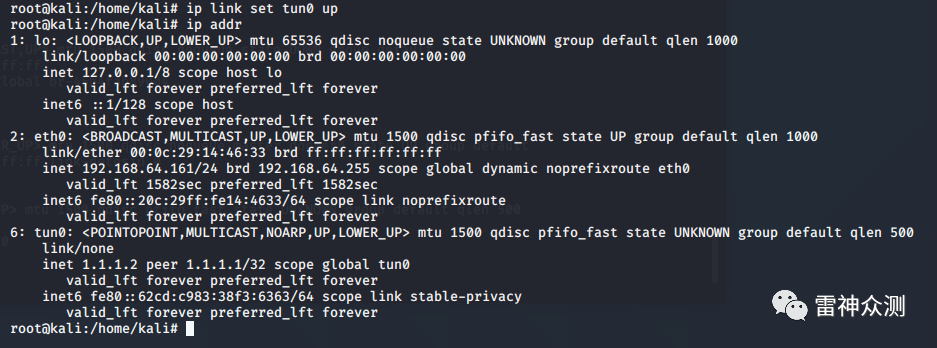 root@kali:/home/kali# ip link set tun0 up
root@kali:/home/kali# ip addr
1: lo: <LOOPBACK,UP,LOWER_UP> mtu 65536 qdisc noqueue state UNKNOWN group default qlen 1000
    link/loopback 00:00:00:00:00:00 brd 00:00:00:00:00:00
    inet 127.0.0.1/8 scope host lo
       valid_lft forever preferred_lft forever
    inet6 ::1/128 scope host
       valid_lft forever preferred_lft forever
2: eth0: <BROADCAST,MULTICAST,UP,LOWER_UP> mtu 1500 qdisc pfifo_fast state UP group default qlen 1000
    link/ether 00:0c:29:14:46:33 brd ff:ff:ff:ff:ff:ff
    inet 192.168.64.161/24 brd 192.168.64.255 scope global dynamic noprefixroute eth0
       valid_lft 1582sec preferred_lft 1582sec
    inet6 fe80::20c:29ff:fe14:4633/64 scope link noprefixroute
       valid_lft forever preferred_lft forever
6: tun0: <POINTOPOINT,MULTICAST,NOARP,UP,LOWER_UP> mtu 1500 qdisc pfifo_fast state UNKNOWN group default qlen 500
    link/none
    inet 1.1.1.2 peer 1.1.1.1/32 scope global tun0
       valid_lft forever preferred_lft forever
    inet6 fe80::62cd:c983:38f3:6363/64 scope link stable-privacy
       valid_lft forever preferred_lft forever
root@kali:/home/kali#
雷神众测